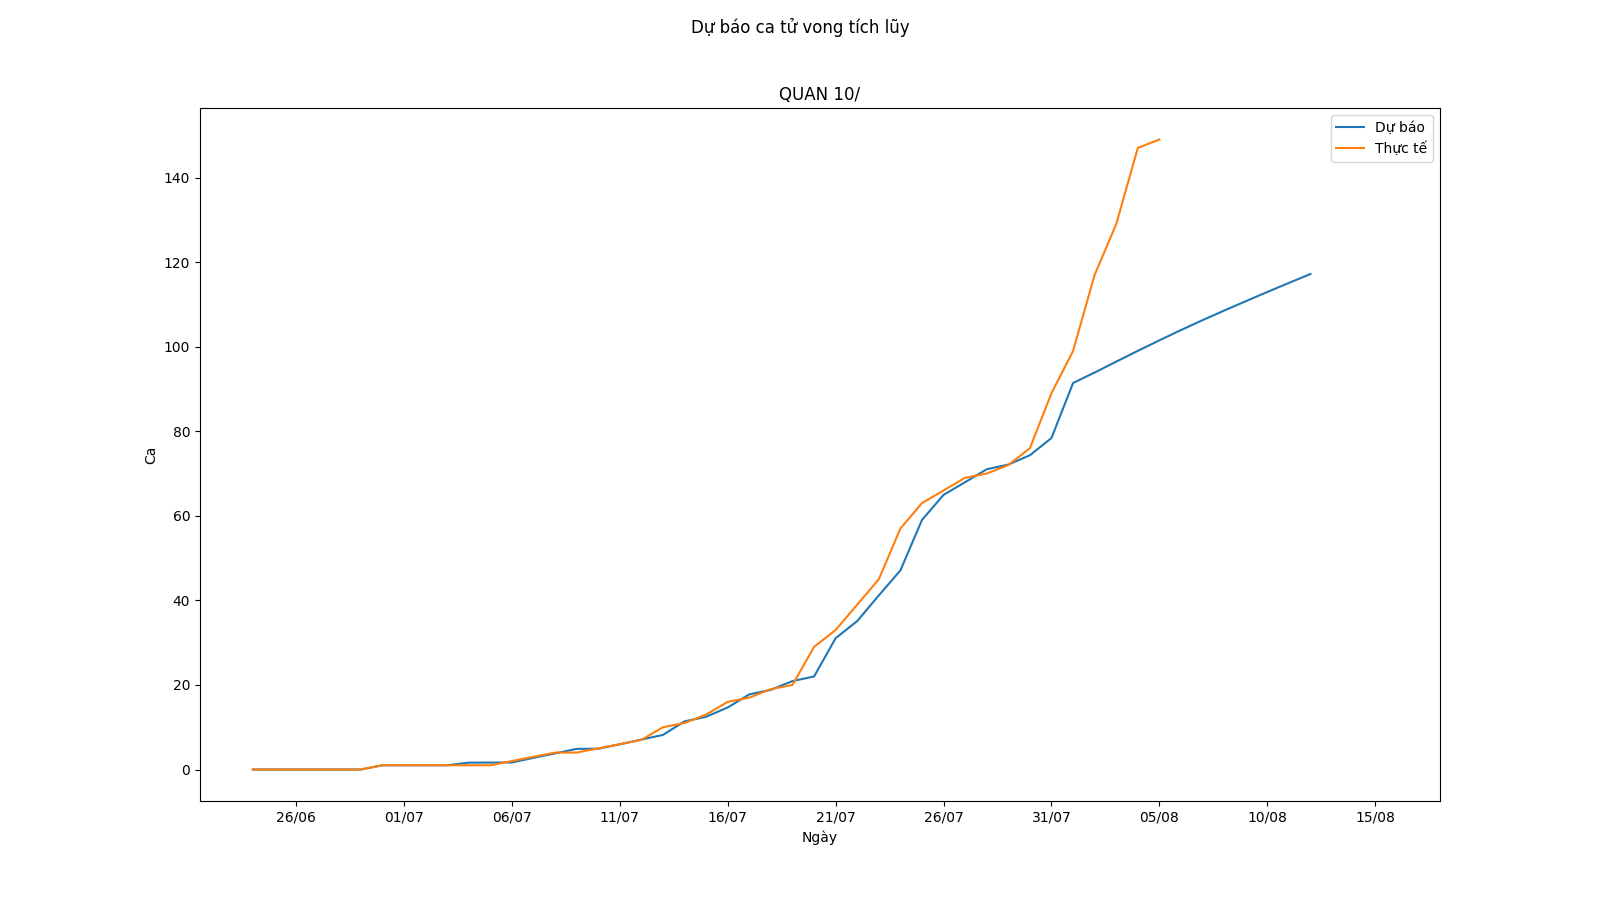 Dự báo ca tử vong tích lũy
QUAN 10/
Dự báo
Thực tế
140
120
100
80
60
40
20
0
Ca
26/06 01/07 06/07 11/07 16/07 21/07 26/07 31/07 05/08 10/08 15/08
Ngày